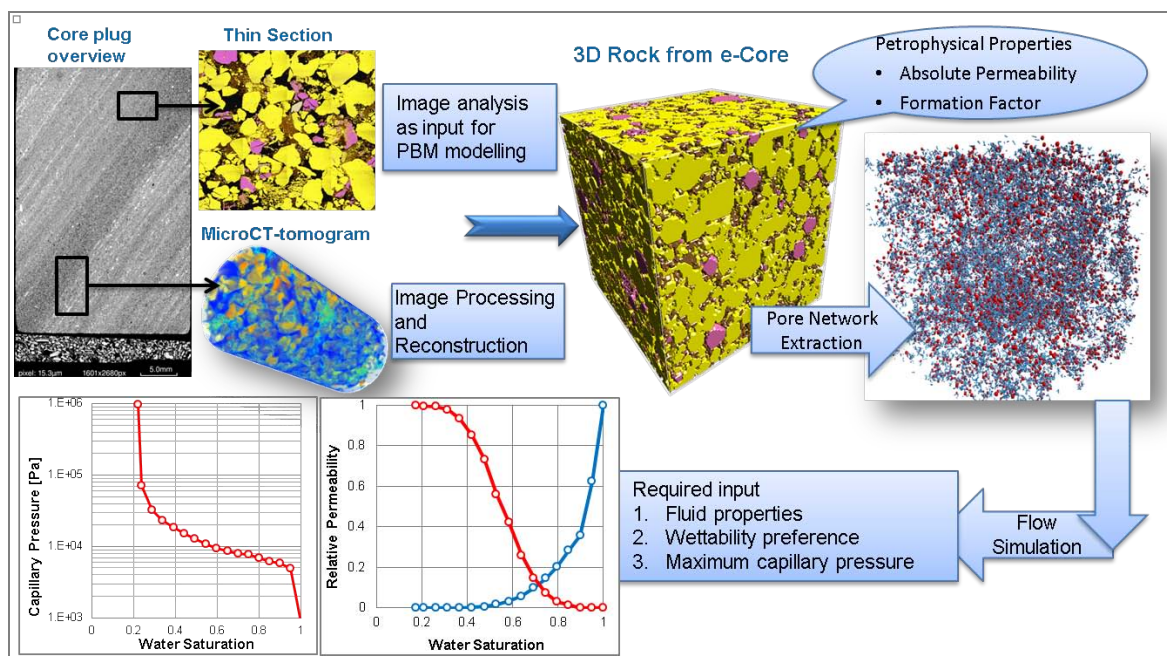 Core plug
overview
Thin Section
Image analysis
as input for
PBM modelling
3D Rock from e-Core
Petrophysical Properties
• Absolute Permeability
• Formation Factor
MicroCT-tomogram
Image Processing
and
Reconstruction
Pore Network
Extraction
pixel: 15.3µm 1601x2680px 5.0mm
Capillary Pressure [Pa]
1.E+06
1.E+05
1.E+04
1.E+03
0 0.2 0.4 0.6 0.8 1
Water Saturation
Relative Permeability
1
0.8
0.6
0.4
0.2
0
0 0.2 0.4 0.6 0.8 1
Water Saturation
Required input
1. Fluid properties
2. Wettability preference
3. Maximum capillary pressure
Flow
Simulation